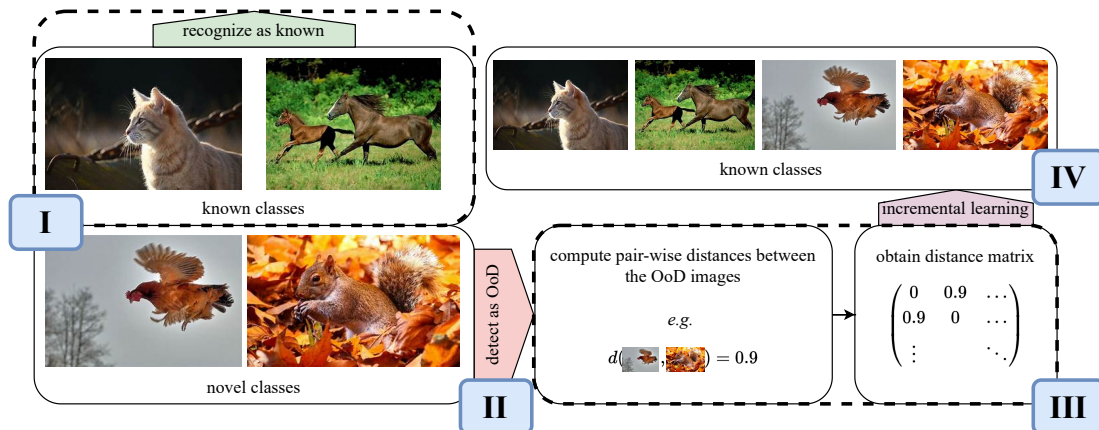 recognize as known
known classes
I
novel classes
detect as OoD
II
compute pair-wise distances between
the OoD images
e.g.
d( , ) = 0.9
obtain distance matrix
0 0.9 …
0.9 0 …
⋮ ⋱
III
incremental learning
known classes
IV